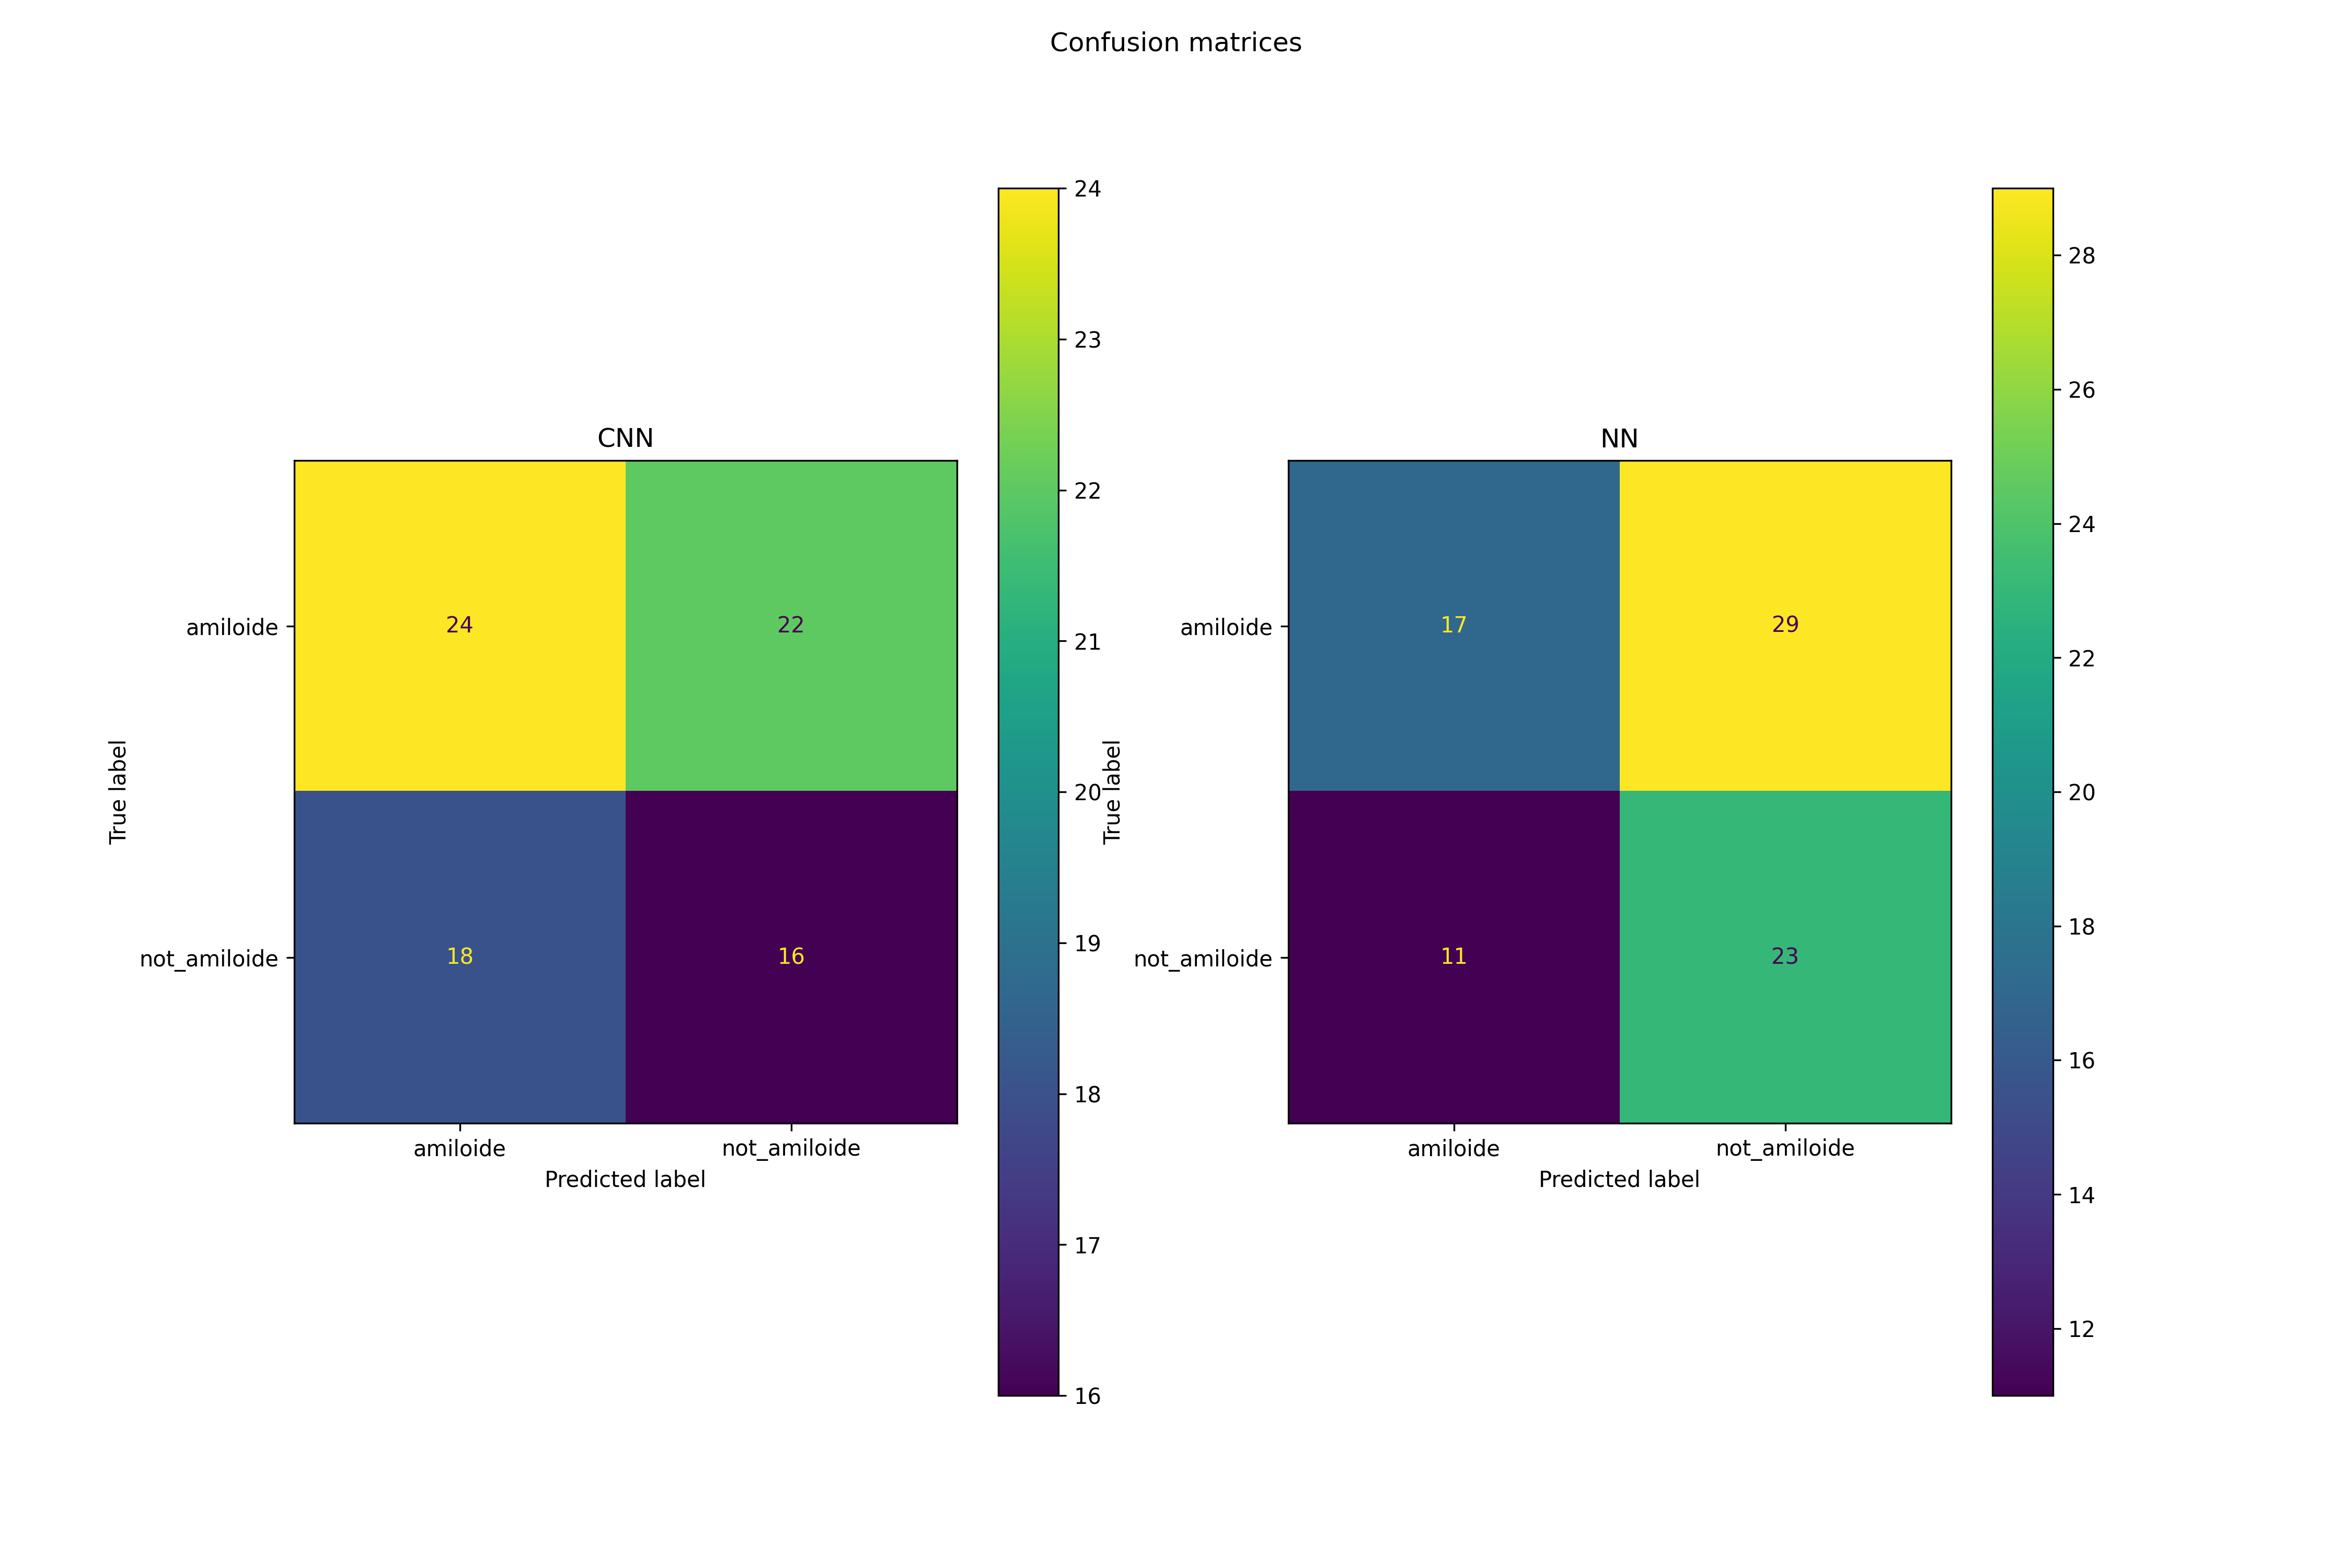 Confusion matrices
CNN
True label
amiloide
24
22
not_amiloide
18
16
amiloide
not_amiloide
Predicted label
24
23
22
21
20
19
18
17
16
NN
True label
amiloide
17
29
not_amiloide
11
23
amiloide
not_amiloide
Predicted label
28
26
24
22
20
18
16
14
12